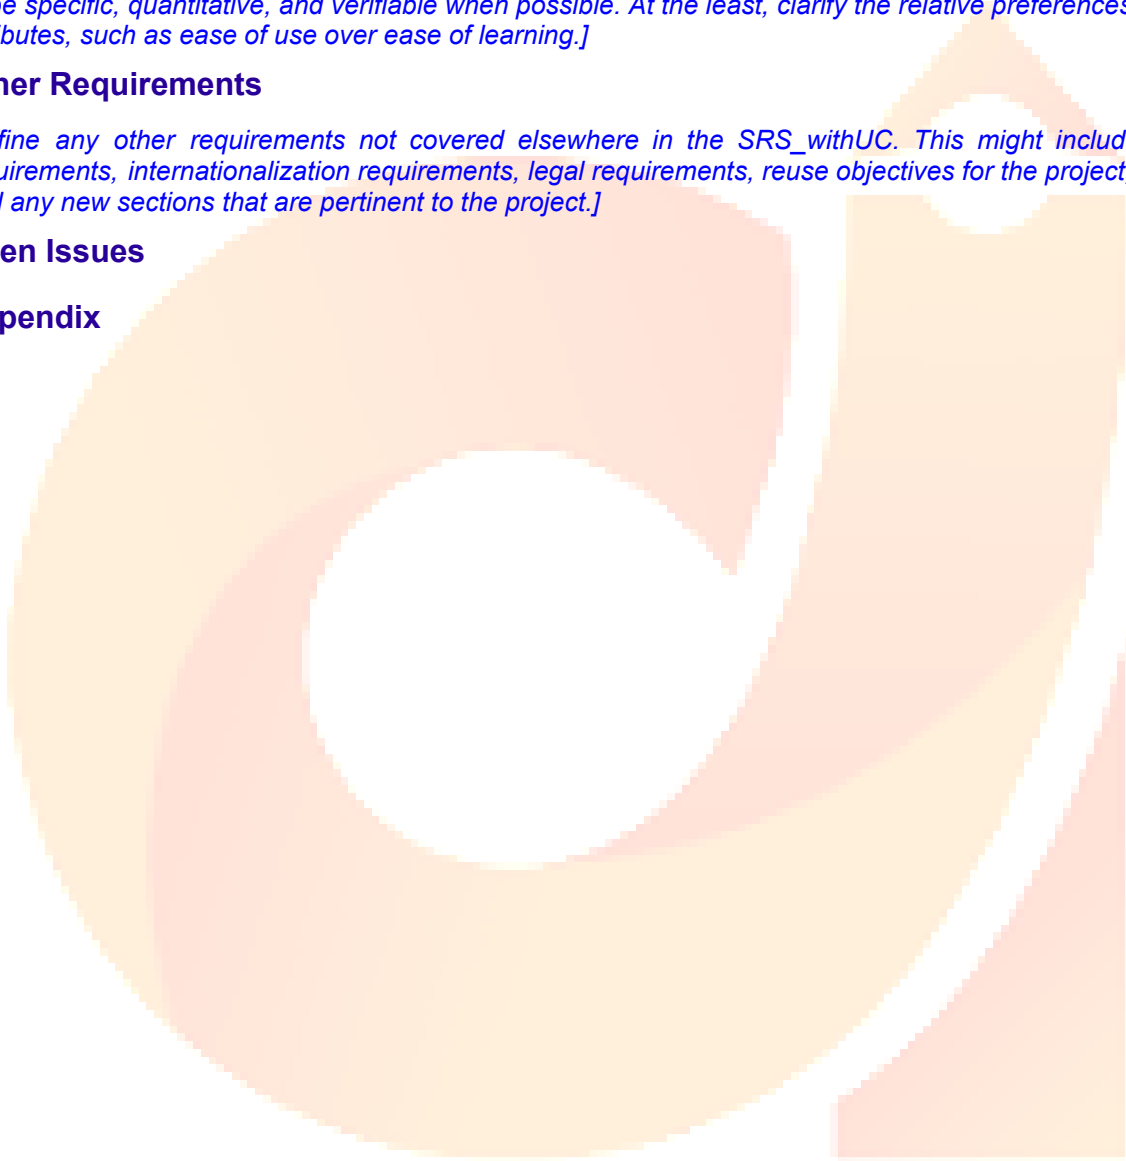 be specific, quantitative, and verifiable when possible. At the least, clarify the relative preferences
ibutes, such as ease of use over ease of learning.]
ner Requirements
fine any other requirements not covered elsewhere in the SRS_withUC. This might includ
uirements, internationalization requirements, legal requirements, reuse objectives for the project,
any new sections that are pertinent to the project.]
en Issues
pendix